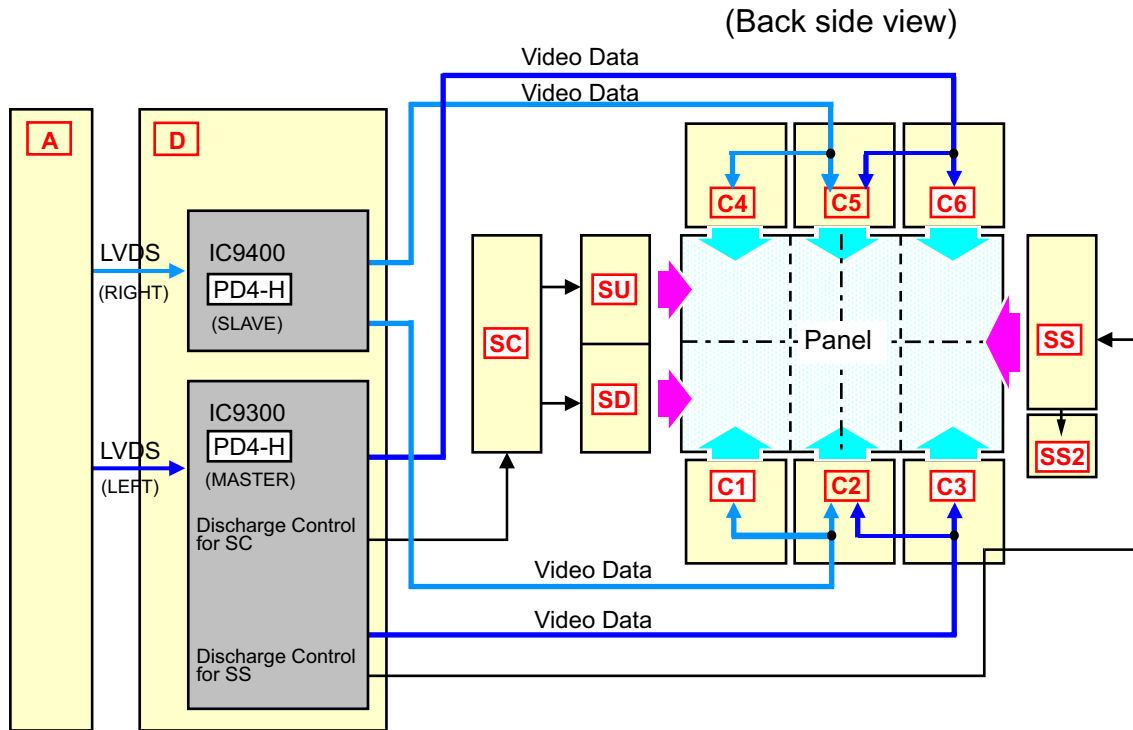 (Back side view)
Video Data
Video Data
A
D
C4
C5
C6
LVDS
(RIGHT)
IC9400
PD4-H
(SLAVE)
SC
SU
SD
Panel
SS
SS2
LVDS
(LEFT)
IC9300
PD4-H
(MASTER)
C1
C2
C3
Discharge Control
for SC
Video Data
Video Data
Discharge Control
for SS